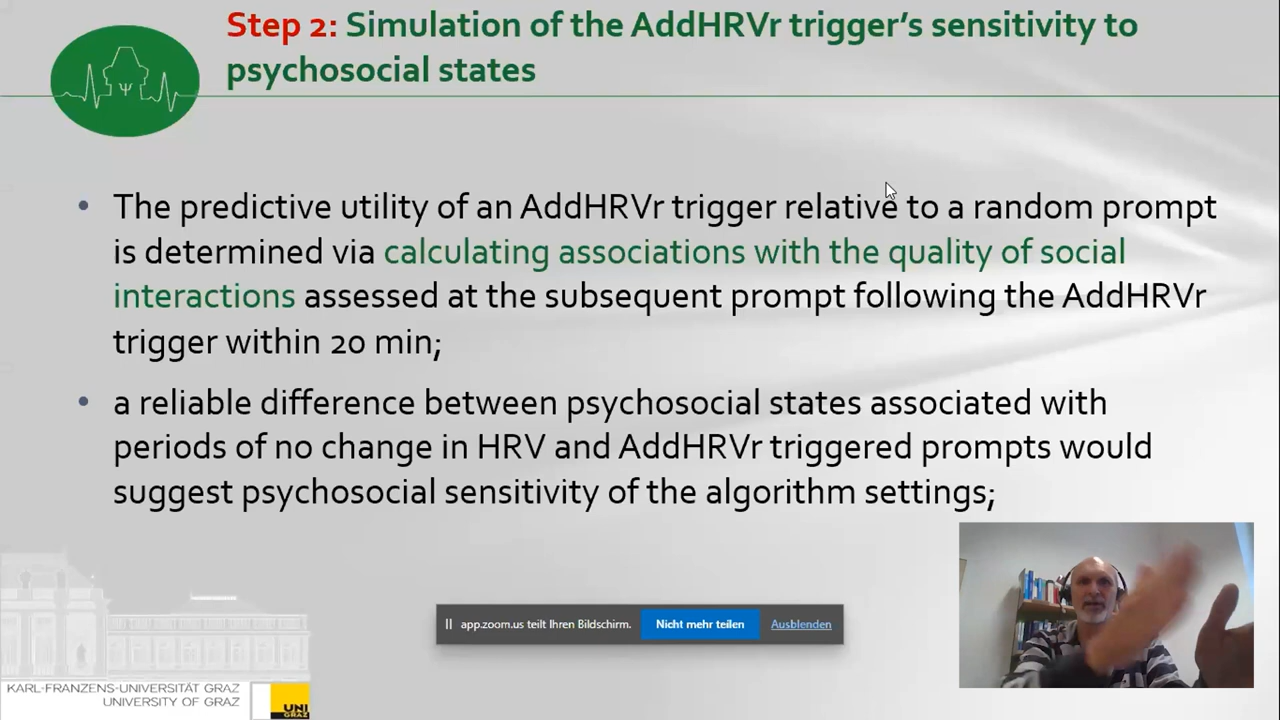 Step 2: Simulation of the AddHRVr trigger’s sensitivity to
psychosocial states
• The predictive utility of an AddHRVr trigger relative to a random prompt
is determined via calculating associations with the quality of social
interactions assessed at the subsequent prompt following the AddHRVr
trigger within 20 min;
• a reliable difference between psychosocial states associated with
periods of no change in HRV and AddHRVr triggered prompts would
suggest psychosocial sensitivity of the algorithm settings;
app.zoom.us teilt Ihren Bildschirm. Nicht mehr teilen Ausblenden
KARL-FRANZENS-UNIVERSITÄT GRAZ
UNIVERSITY OF GRAZ
UNI
GRAZ
Ψ